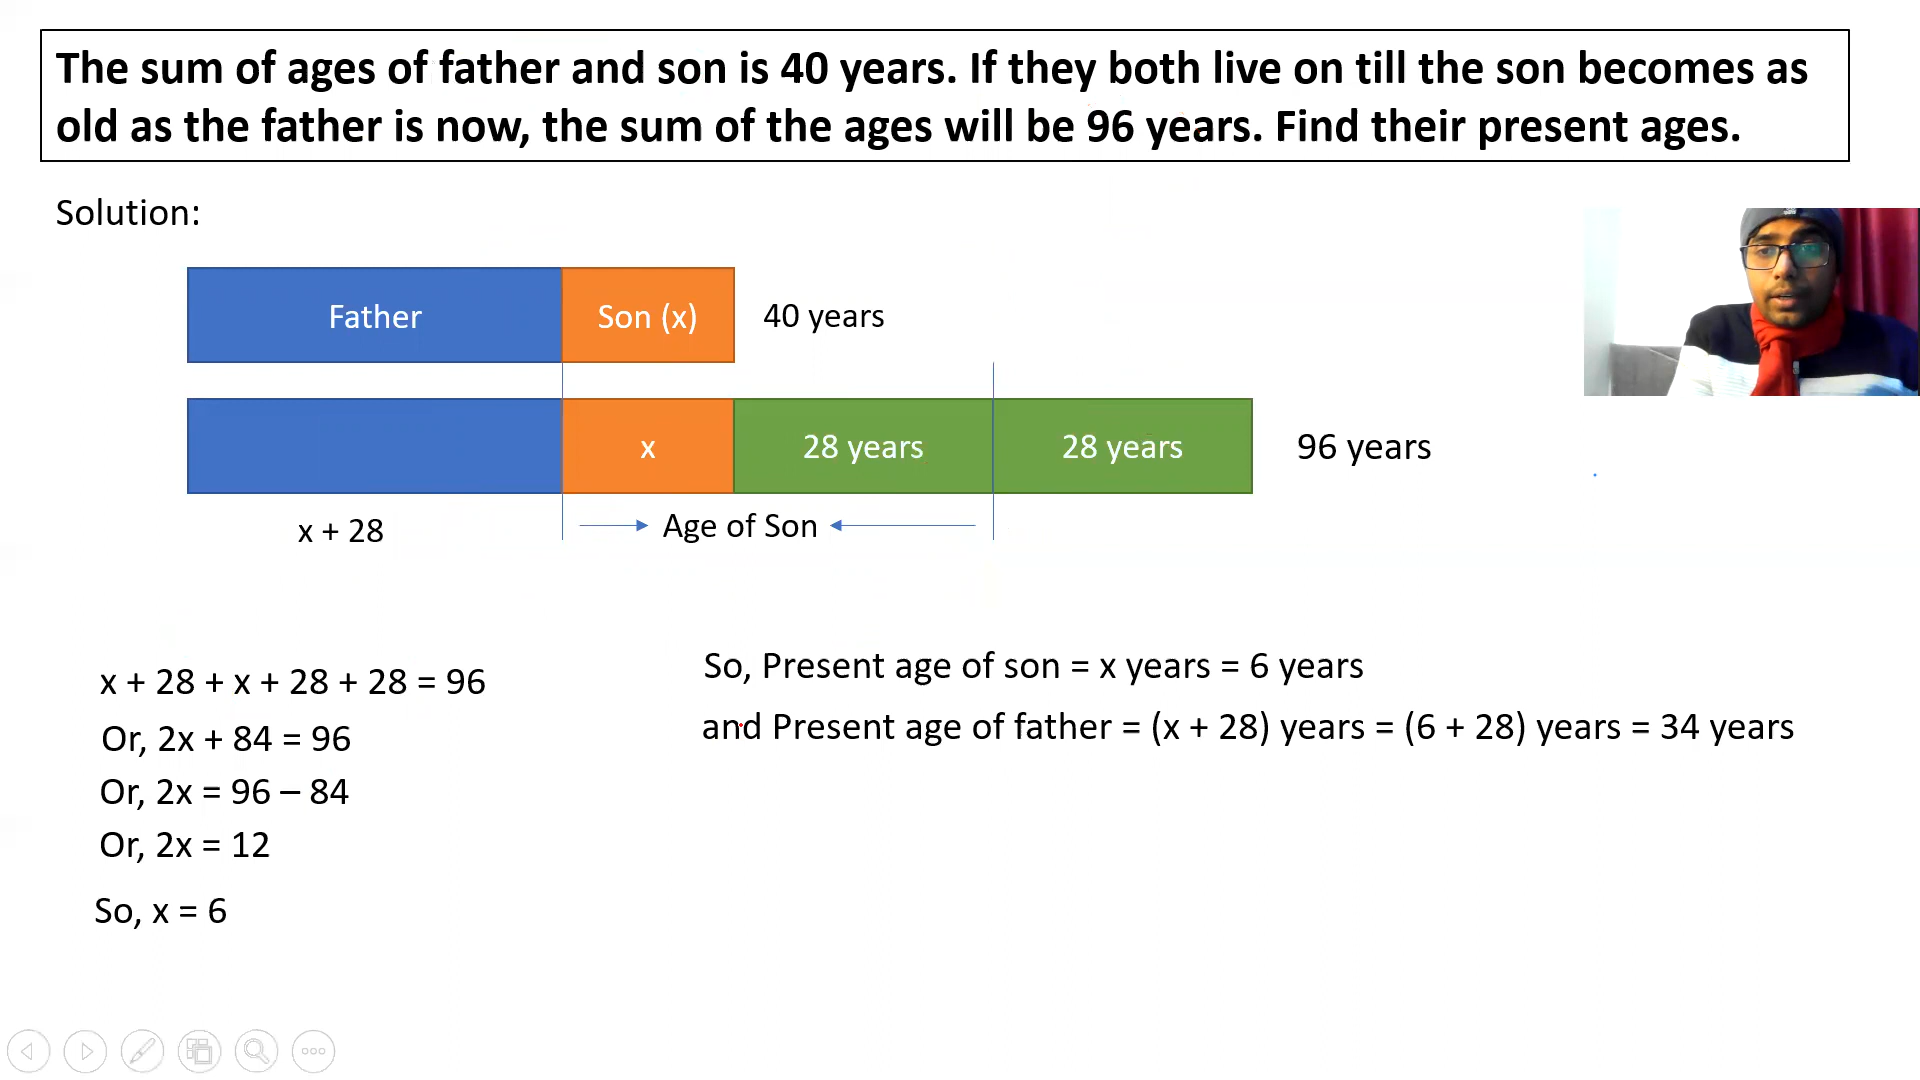 The sum of ages of father and son is 40 years. If they both live on till the son becomes as
old as the father is now, the sum of the ages will be 96 years. Find their present ages.
Solution:
Father
Son (x)
40 years
x
28 years
28 years
96 years
x + 28
Age of Son
x + 28 + x + 28 + 28 = 96
Or, 2x + 84 = 96
Or, 2x = 96 – 84
Or, 2x = 12
So, x = 6
So, Present age of son = x years = 6 years
and Present age of father = (x + 28) years = (6 + 28) years = 34 years